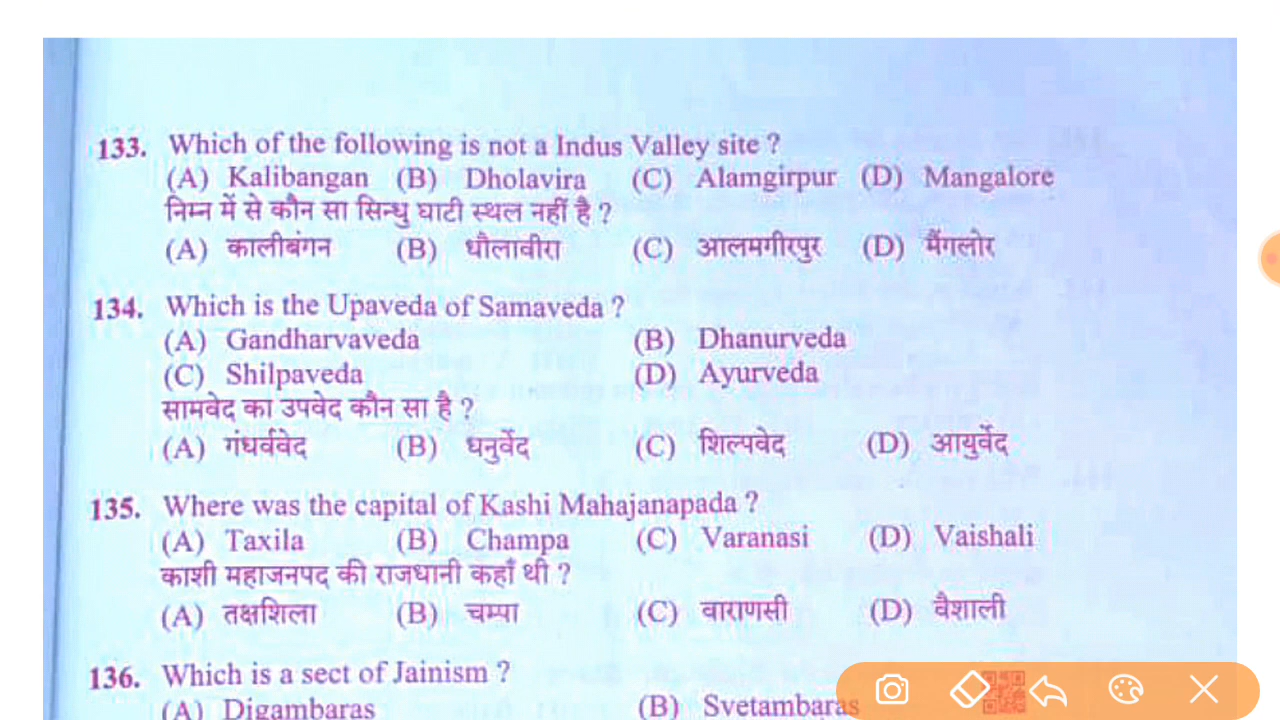 133. Which of the following is not a Indus Valley site ?
(A) Kalibangan (B) Dholavira (C) Alamgirpur (D) Mangalore
निम्न में से कौन सा सिन्धु घाटी स्थल नहीं है ?
(A) कालीबंगन (B) धौलावीरा (C) आलमगीरपुर (D) मैंगलोर
134. Which is the Upaveda of Samaveda ?
(A) Gandharvaveda (B) Dhanurveda
(C) Shilpaveda (D) Ayurveda
सामवेद का उपवेद कौन सा है ?
(A) गंधर्ववेद (B) धनुर्वेद (C) शिल्पवेद (D) आयुर्वेद
135. Where was the capital of Kashi Mahajanapada ?
(A) Taxila (B) Champa (C) Varanasi (D) Vaishali
काशी महाजनपद की राजधानी कहाँ थी ?
(A) तक्षशिला (B) चम्पा (C) वाराणसी (D) वैशाली
136. Which is a sect of Jainism ?
(A) Digambaras (B) Svetambaras